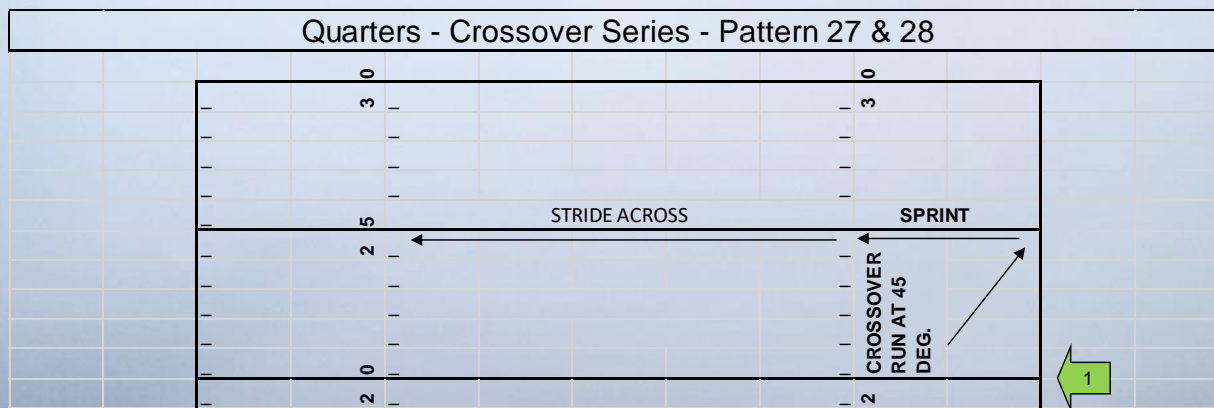 Quarters - Crossover Series - Pattern 27 & 28
3 0
3 0
STRIDE ACROSS
SPRINT
2 5
CROSSOVER
RUN AT 45
DEG.
2 0
2
1